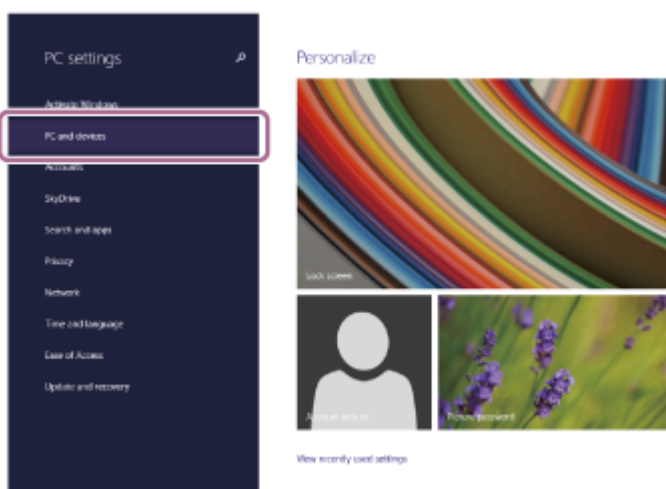 PC settings
Activate Windows
PC and devices
Accounts
SkyDrive
Search and apps
Privacy
Network
Time and language
Ease of Access
Update and recovery
Personalize
Lock screen
Account picture
Picture password
View recently used settings